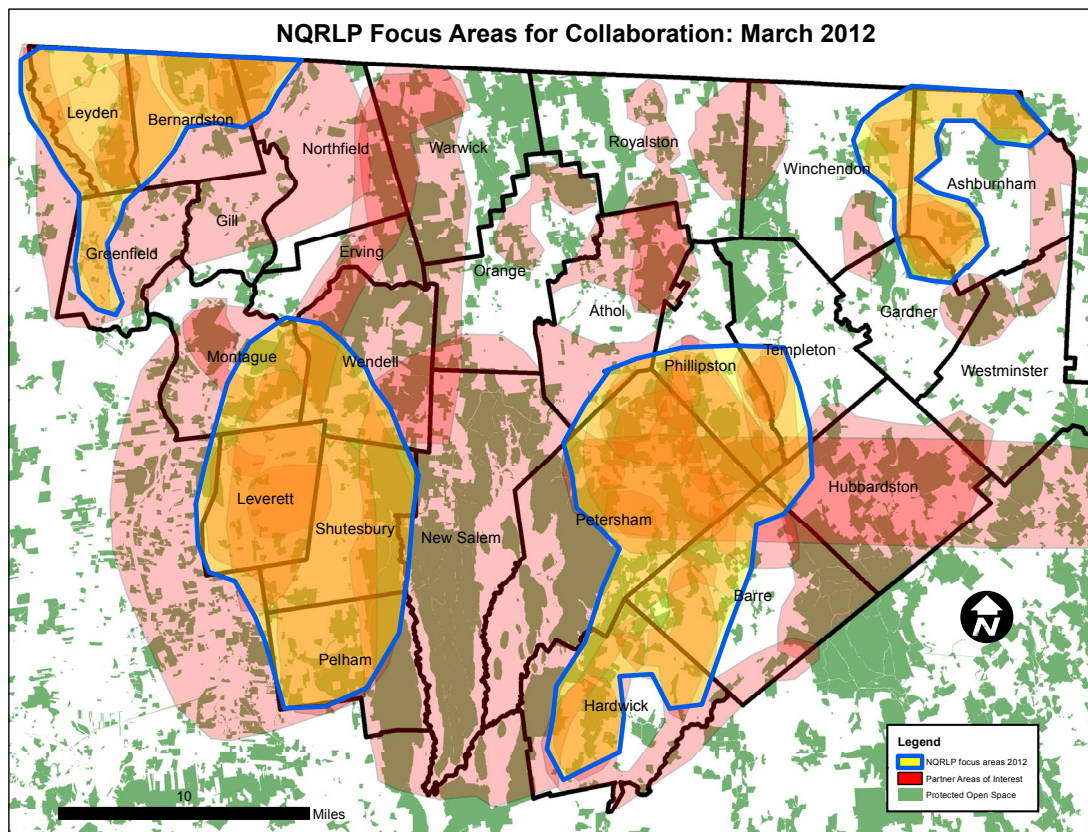 NQRLP Focus Areas for Collaboration: March 2012
Leyden
Bernardston
Northfield
Warwick
Royalston
Winchendon
Ashburnham
Gill
Greenfield
Erving
Orange
Athol
Gardner
Montague
Wendell
Phillipston
Templeton
Westminster
Leverett
Shutesbury
New Salem
Petersham
Hubbardston
Barre
Pelham
Hardwick
N
Legend
NQRLP focus areas 2012
Partner Areas of Interest
Protected Open Space
10
Miles